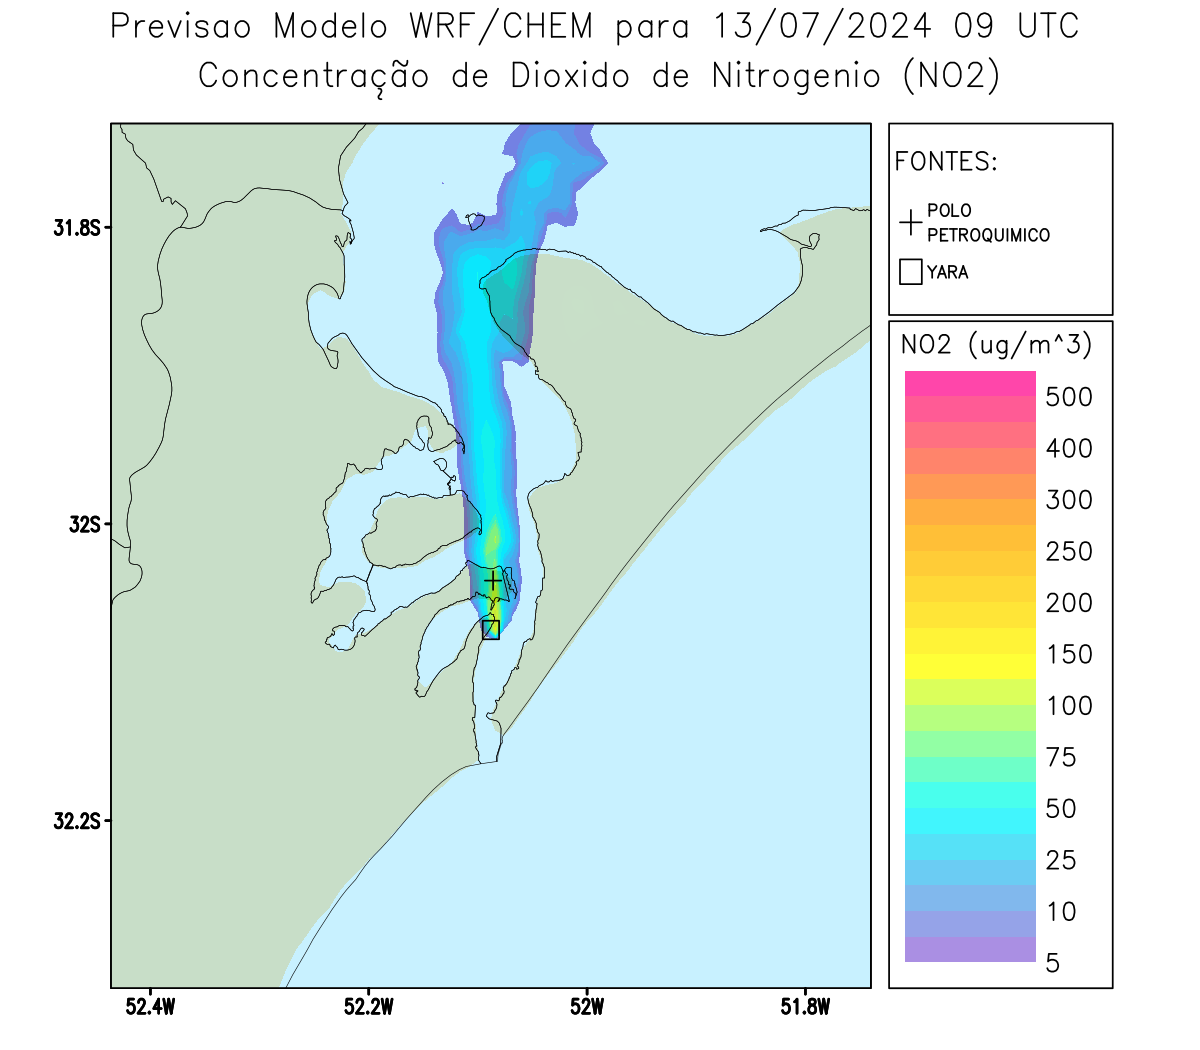 Previsao Modelo WRF/CHEM para 13/07/2024 09 UTC
Concentração de Dioxido de Nitrogenio (NO2)
FONTES:
POLO
PETROQUIMICO
YARA
NO2 (ug/m^3)
500
400
300
250
200
150
100
75
50
25
10
5
31.8S
32S
32.2S
52.4W
52.2W
52W
51.8W